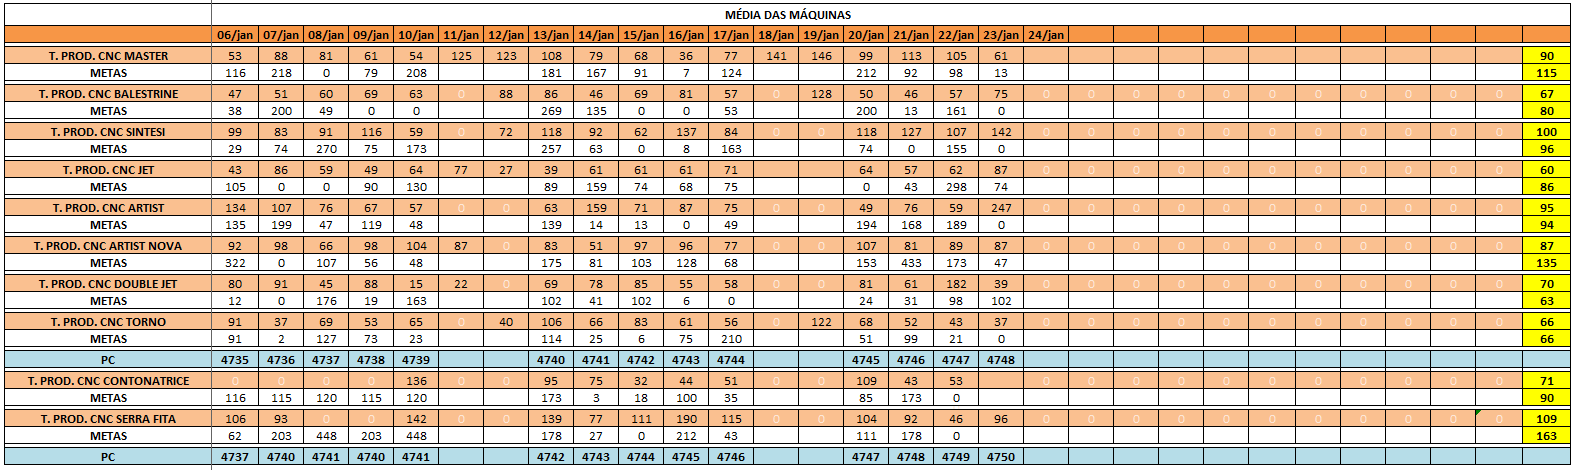 MÉDIA DAS MÁQUINAS
06/jan 07/jan 08/jan 09/jan 10/jan 11/jan 12/jan 13/jan 14/jan 15/jan 16/jan 17/jan 18/jan 19/jan 20/jan 21/jan 22/jan 23/jan 24/jan
T. PROD. CNC MASTER 53 88 81 61 54 125 123 108 79 68 36 77 141 146 99 113 105 61 90
METAS 116 218 0 79 208 181 167 91 7 124 212 92 98 13 115
T. PROD. CNC BALESTRINE 47 51 60 69 63 0 88 86 46 69 81 57 0 128 50 46 57 75 0 0 0 0 0 0 0 0 0 0 0 67
METAS 38 200 49 0 0 269 135 0 0 53 200 13 161 0 80
T. PROD. CNC SINTESI 99 83 91 116 59 0 72 118 92 62 137 84 0 0 118 127 107 142 0 0 0 0 0 0 0 0 0 0 0 100
METAS 29 74 270 75 173 257 63 0 8 163 74 0 155 0 96
T. PROD. CNC JET 43 86 59 49 64 77 27 39 61 61 61 71 64 57 62 87 0 0 0 0 0 0 0 0 0 0 0 60
METAS 105 0 0 90 130 89 159 74 68 75 0 43 298 74 86
T. PROD. CNC ARTIST 134 107 76 67 57 0 0 63 159 71 87 75 0 0 49 76 59 247 0 0 0 0 0 0 0 0 0 0 0 95
METAS 135 199 47 119 48 139 14 13 0 49 194 168 189 0 94
T. PROD. CNC ARTIST NOVA 92 98 66 98 104 87 0 83 51 97 96 77 0 0 107 81 89 87 0 0 0 0 0 0 0 0 0 0 0 87
METAS 322 0 107 56 48 175 81 103 128 68 153 433 173 47 135
T. PROD. CNC DOUBLE JET 80 91 45 88 15 22 0 69 78 85 55 58 0 0 81 61 182 39 0 0 0 0 0 0 0 0 0 0 0 70
METAS 12 0 176 19 163 102 41 102 6 0 24 31 98 102 63
T. PROD. CNC TORNO 91 37 69 53 65 0 40 106 66 83 61 56 0 122 68 52 43 37 0 0 0 0 0 0 0 0 0 0 0 66
METAS 91 2 127 73 23 114 25 6 75 210 51 99 21 0 66
PC 4735 4736 4737 4738 4739 4740 4741 4742 4743 4744 4745 4746 4747 4748
T. PROD. CNC CONTONATRICE 0 0 0 0 136 0 0 95 75 32 44 51 0 0 109 43 53 0 0 0 0 0 0 0 0 0 0 0 71
METAS 116 115 120 115 120 173 3 18 100 35 85 173 0 90
T. PROD. CNC SERRA FITA 106 93 0 0 142 0 0 139 77 111 190 115 0 0 104 92 46 96 0 0 0 0 0 0 0 0 0 0 0 109
METAS 62 203 448 203 448 178 27 0 212 43 111 178 0 163
PC 4737 4740 4741 4740 4741 4742 4743 4744 4745 4746 4747 4748 4749 4750